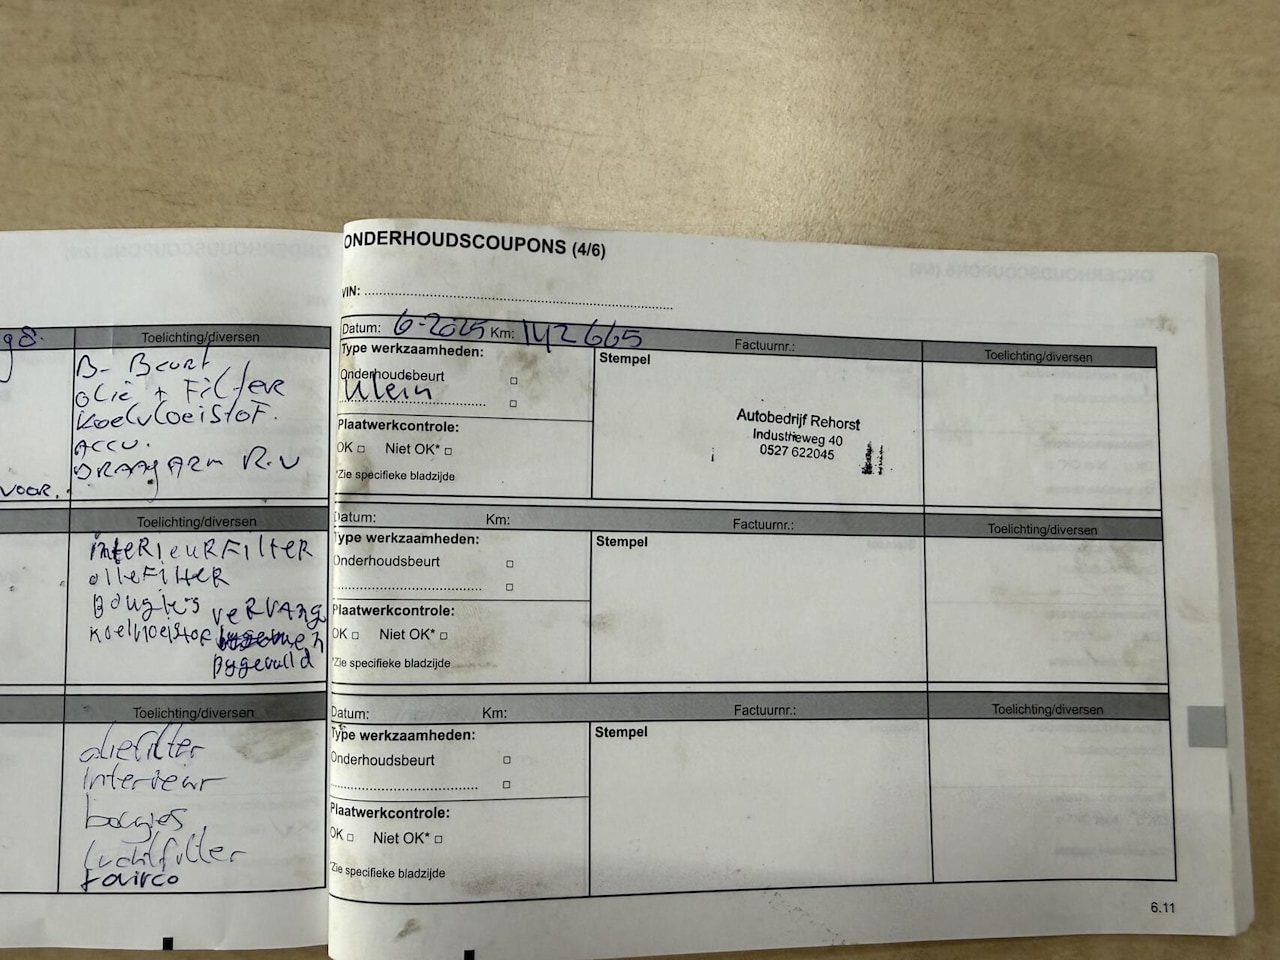 g8.
Toelichting/diversen
B- Beurt
olie + Filter
Koelvloeistof.
Accu.
DRAAGARM R.V
VOOR.
Toelichting/diversen
interieurFilter
olieFilter
Bougies verVang
Koelvloeistof
bygevuld
Toelichting/diversen
oliefilter
interieur
bougies
luchtfilter
fairco
ONDERHOUDSCOUPONS (4/6)
VIN:
Datum: 6-2025 Km: 142665 Factuurnr.: Toelichting/diversen
Type werkzaamheden: Stempel
Onderhoudsbeurt □
Klein □
Plaatwerkcontrole:
OK □ Niet OK* □
*Zie specifieke bladzijde
Autobedrijf Rehorst
Industrieweg 40
0527 622045
Datum: Km: Factuurnr.: Toelichting/diversen
Type werkzaamheden: Stempel
Onderhoudsbeurt □
□
Plaatwerkcontrole:
OK □ Niet OK* □
*Zie specifieke bladzijde
Datum: Km: Factuurnr.: Toelichting/diversen
Type werkzaamheden: Stempel
Onderhoudsbeurt □
□
Plaatwerkcontrole:
OK □ Niet OK* □
*Zie specifieke bladzijde
6.11